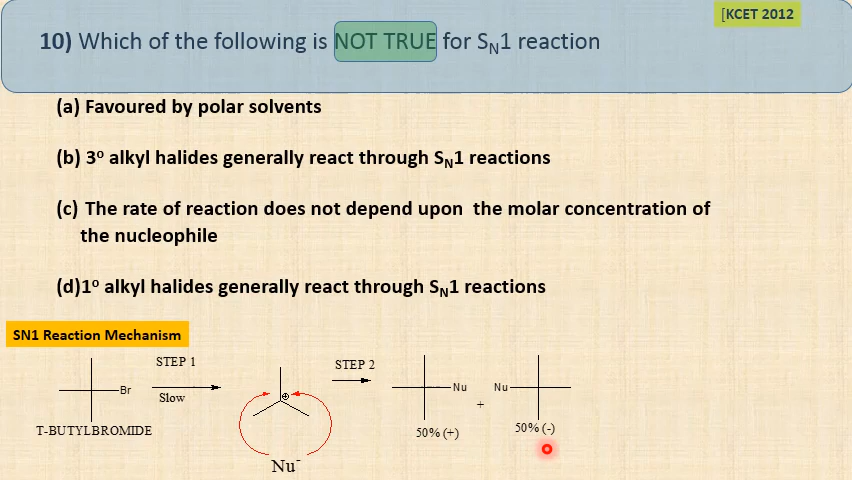 [KCET 2012
10) Which of the following is NOT TRUE for SN1 reaction
(a) Favoured by polar solvents
(b) 3º alkyl halides generally react through SN1 reactions
(c) The rate of reaction does not depend upon the molar concentration of
the nucleophile
(d)1º alkyl halides generally react through SN1 reactions
SN1 Reaction Mechanism
STEP 1
STEP 2
Br
Slow
⊕
Nu
+
Nu
T-BUTYLBROMIDE
50% (+)
50% (-)
Nu⁻